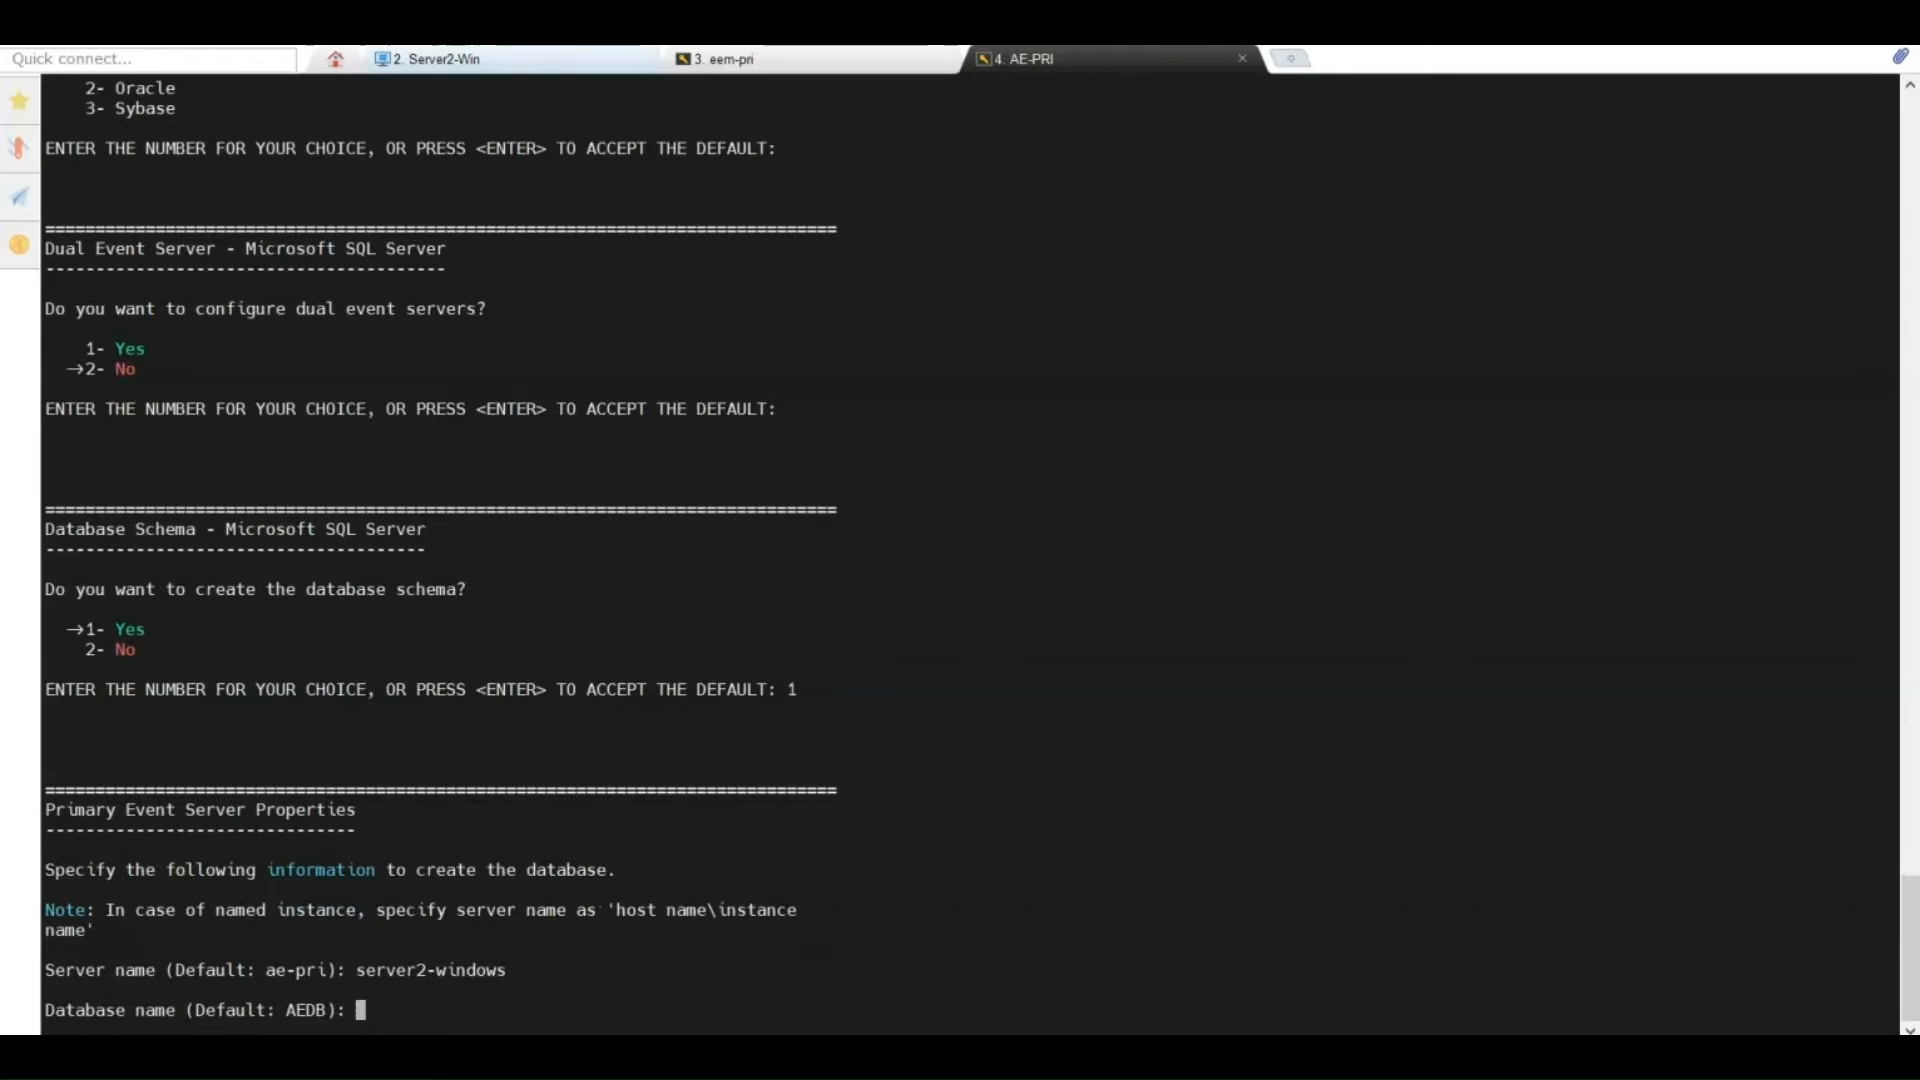 Quick connect...
2. Server2-Win
3. eem-pri
4. AE-PRI
2- Oracle
3- Sybase
ENTER THE NUMBER FOR YOUR CHOICE, OR PRESS <ENTER> TO ACCEPT THE DEFAULT:
===============================================================================
Dual Event Server - Microsoft SQL Server
----------------------------------------
Do you want to configure dual event servers?
1- Yes
→2- No
ENTER THE NUMBER FOR YOUR CHOICE, OR PRESS <ENTER> TO ACCEPT THE DEFAULT:
===============================================================================
Database Schema - Microsoft SQL Server
--------------------------------------
Do you want to create the database schema?
→1- Yes
2- No
ENTER THE NUMBER FOR YOUR CHOICE, OR PRESS <ENTER> TO ACCEPT THE DEFAULT: 1
===============================================================================
Primary Event Server Properties
-------------------------------
Specify the following information to create the database.
Note: In case of named instance, specify server name as 'host name\instance
name'
Server name (Default: ae-pri): server2-windows
Database name (Default: AEDB):